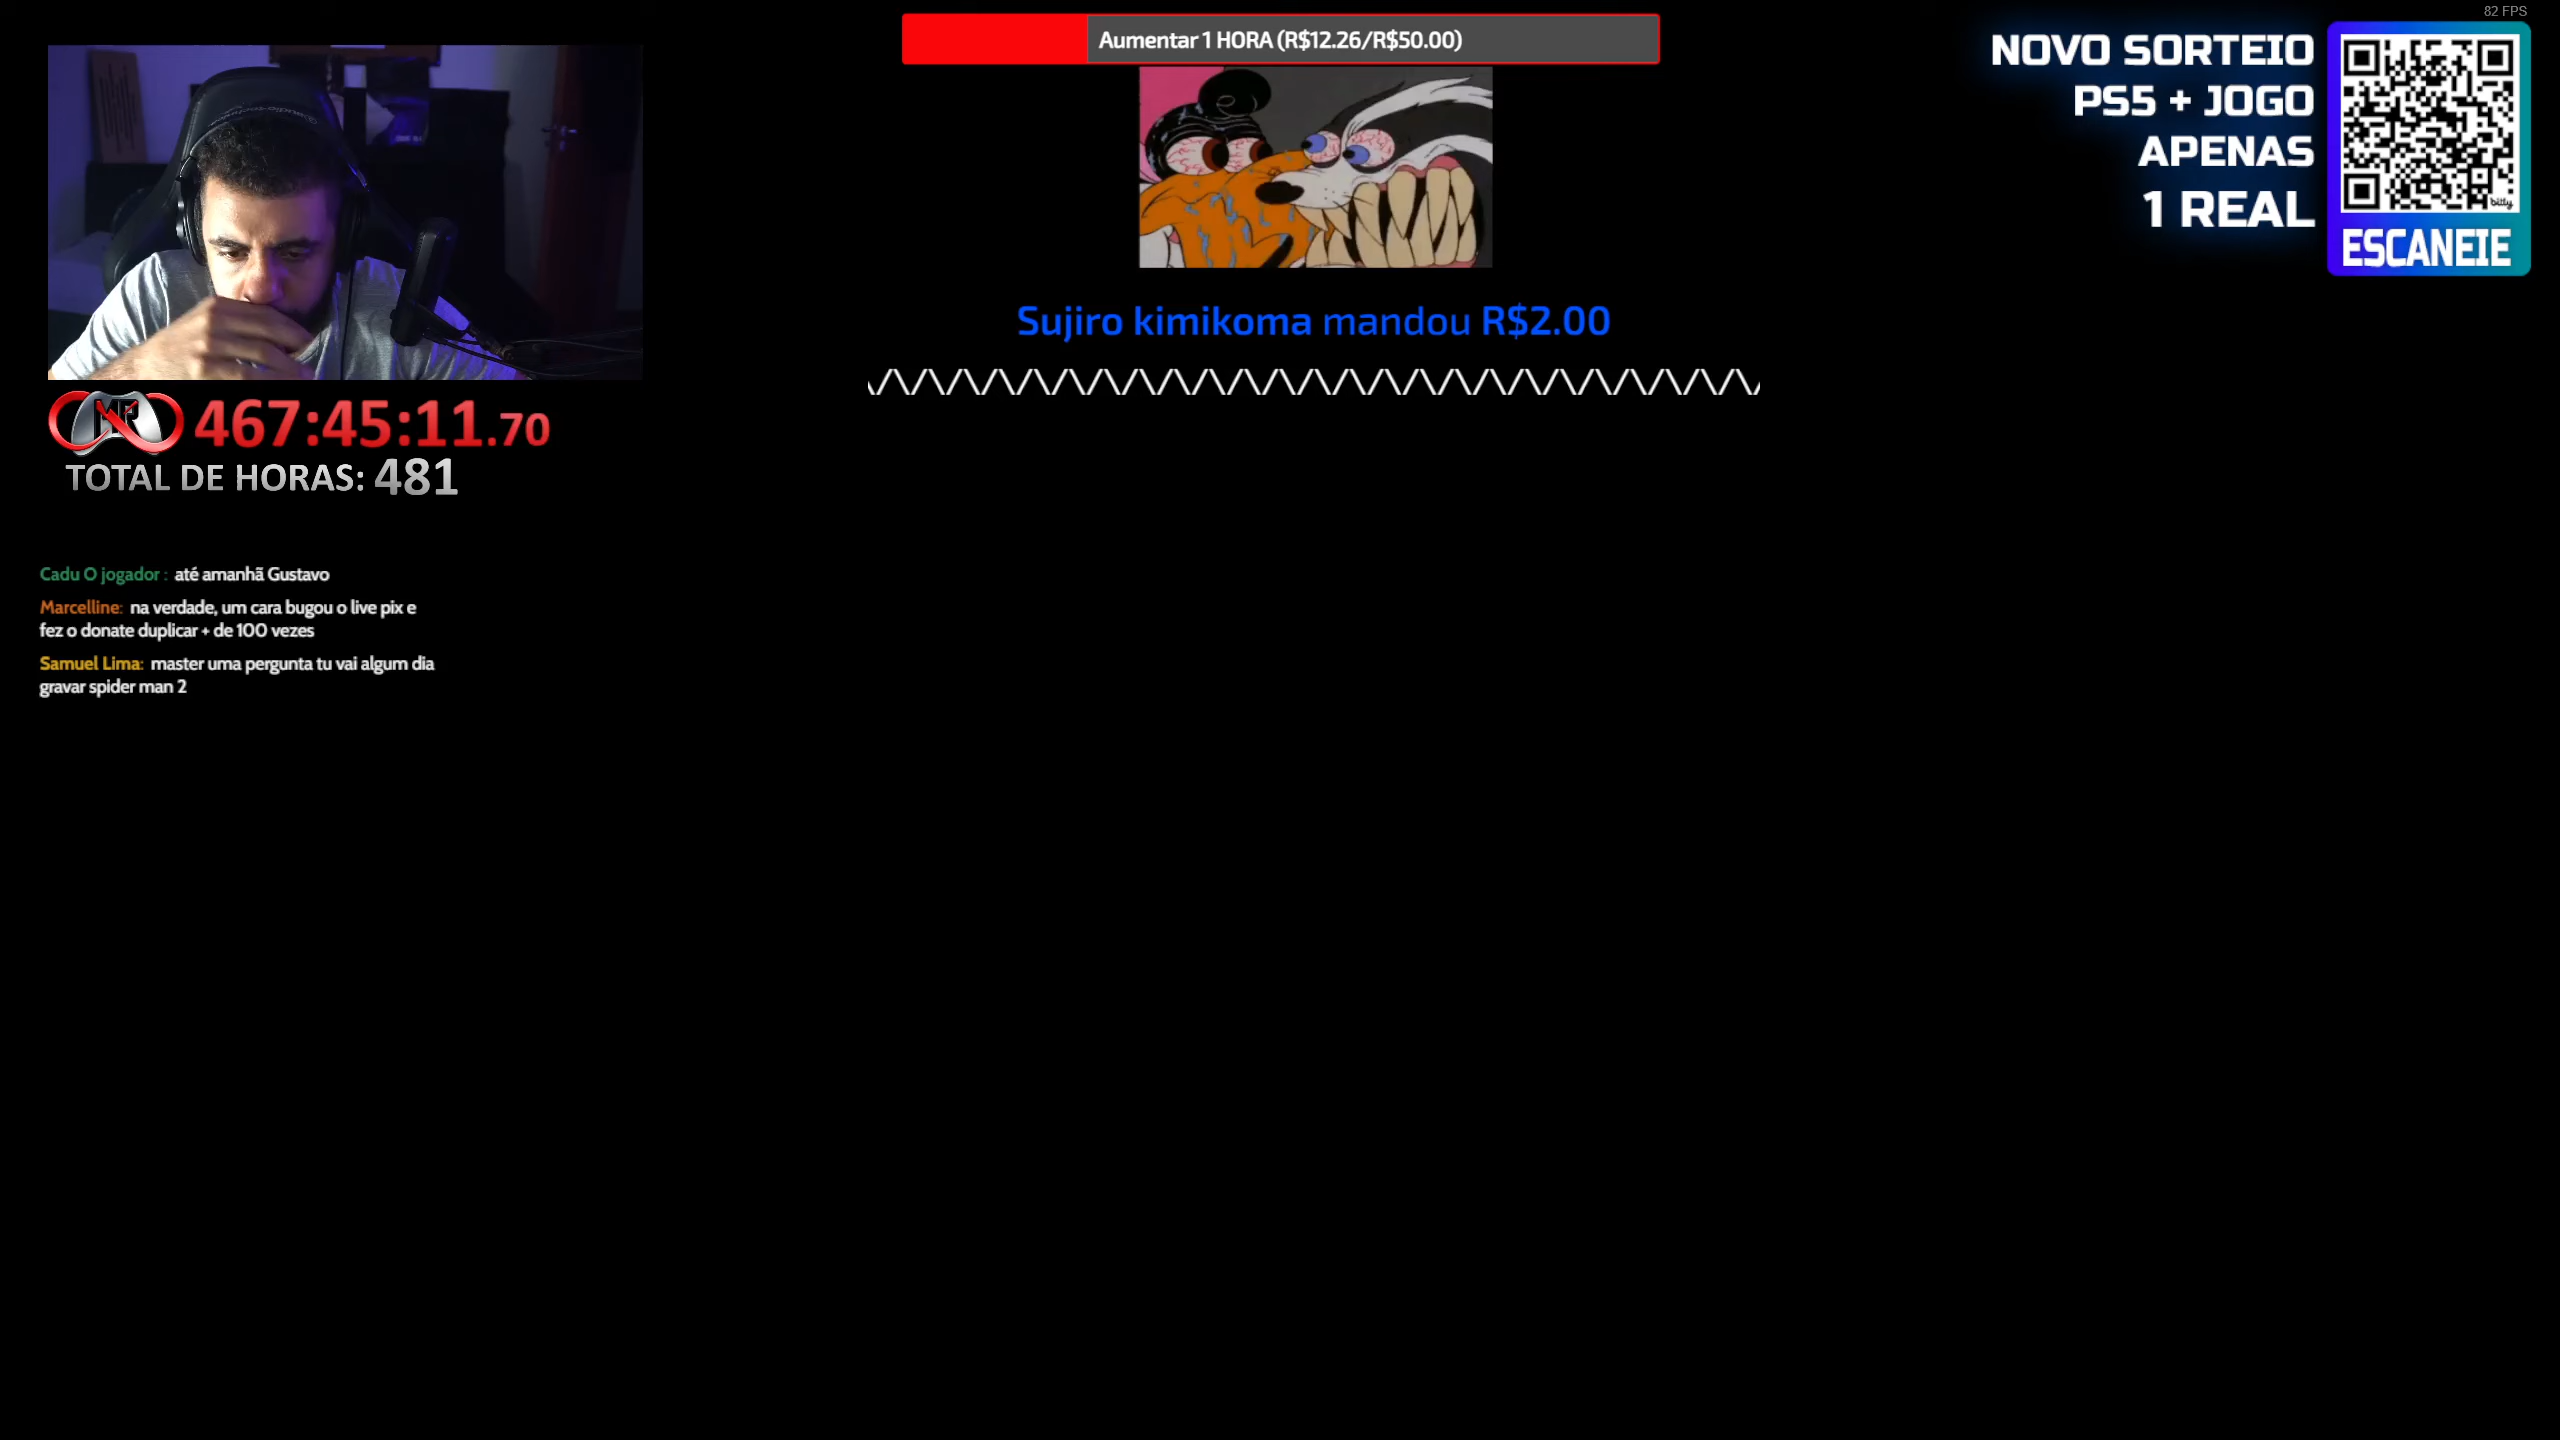 82 FPS
Aumentar 1 HORA (R$12.26/R$50.00)
NOVO SORTEIO
PS5 + JOGO
APENAS
1 REAL
bitly
ESCANEIE
Sujiro kimikoma mandou R$2.00
/\/\/\/\/\/\/\/\/\/\/\/\/\/\/\/\/\/\/\/\/\/\/\/\/\/\/
MP
467:45:11.70
TOTAL DE HORAS: 481
Cadu O jogador : até amanhã Gustavo
Marcelline: na verdade, um cara bugou o live pix e
fez o donate duplicar + de 100 vezes
Samuel Lima: master uma pergunta tu vai algum dia
gravar spider man 2